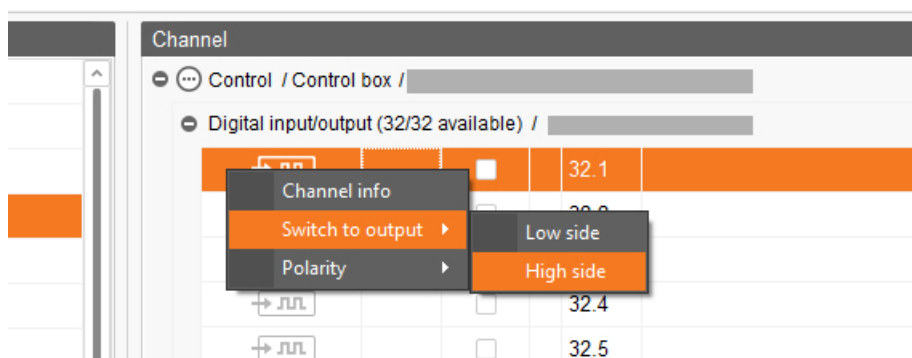 Channel
Control / Control box /
Digital input/output (32/32 available) /
32.1
Channel info
Switch to output
Low side
Polarity
High side
32.4
32.5